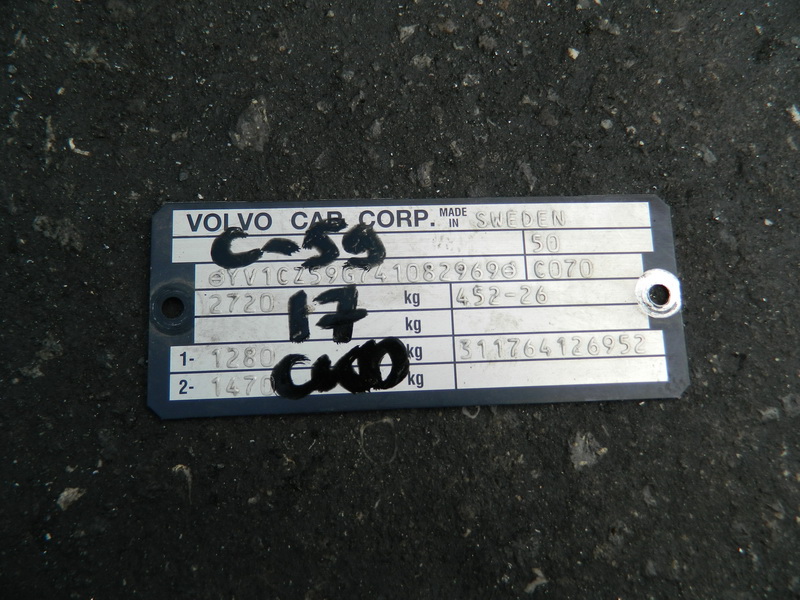 VOLVO CAR CORP. MADE IN SWEDEN
C-59
50
YV1CZ59G741082969 C070
2720 kg 452-26
17 kg
1- 1280 kg 311764126952
2- 1470 kg